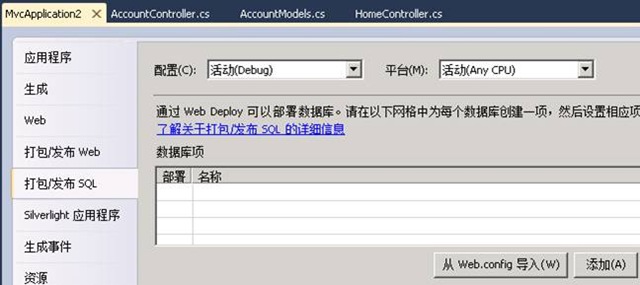 MvcApplication2 AccountController.cs AccountModels.cs HomeController.cs
应用程序
生成
Web
打包/发布 Web
打包/发布 SQL
Silverlight 应用程序
生成事件
资源
配置(C): 活动(Debug) 平台(M): 活动(Any CPU)
通过 Web Deploy 可以部署数据库。请在以下网格中为每个数据库创建一项，然后设置相应项
了解关于打包/发布 SQL 的详细信息
数据库项
部署 名称
从 Web.config 导入(W) 添加(A)